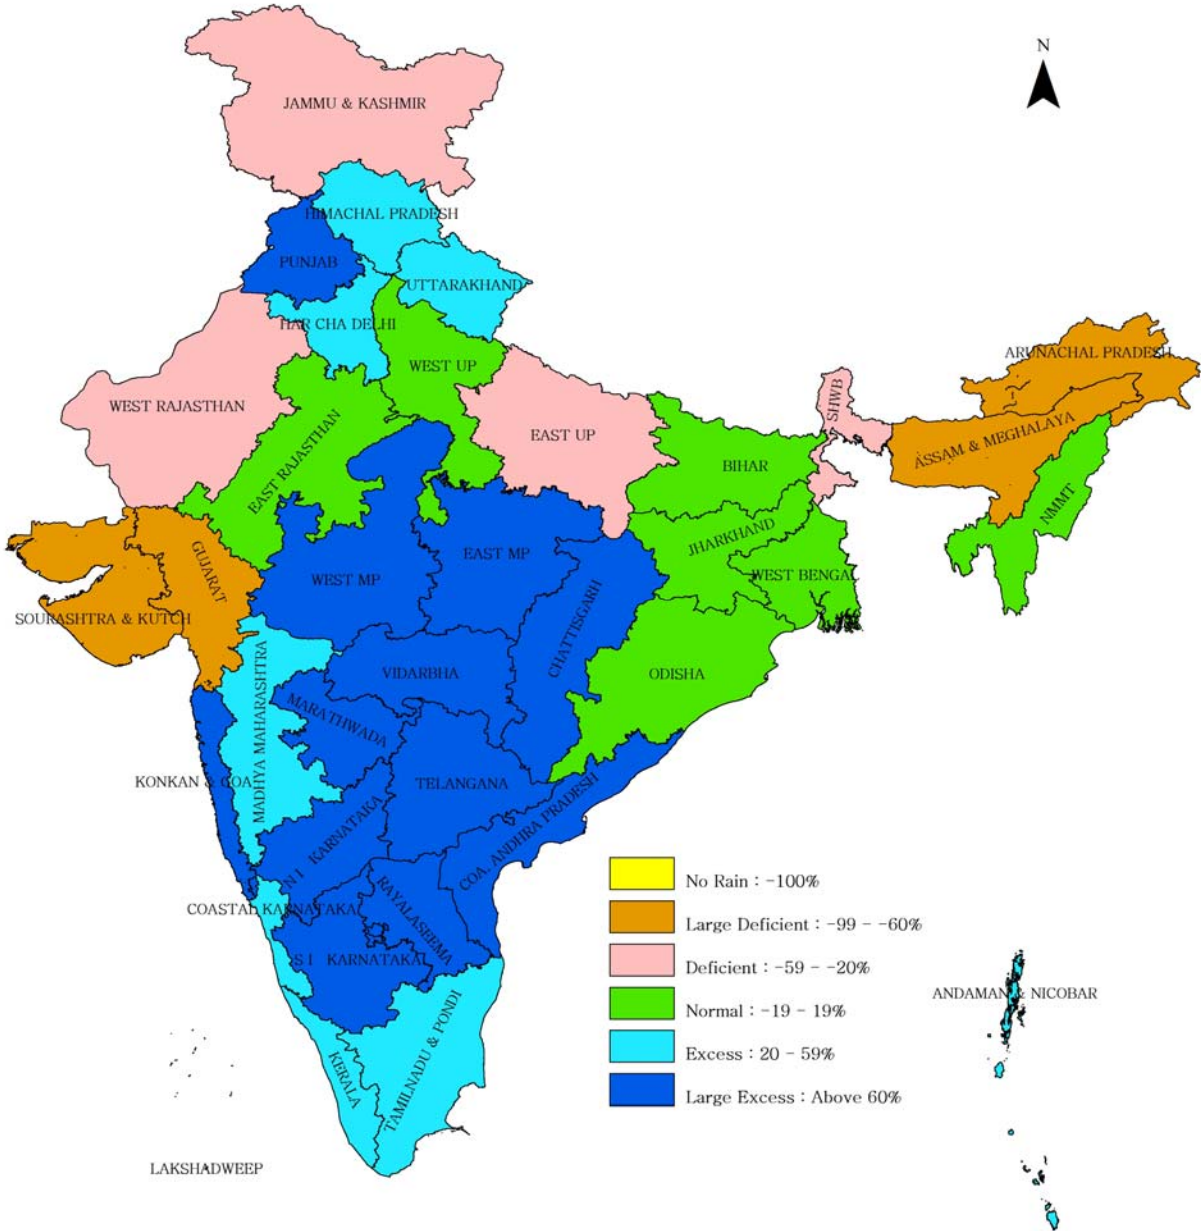 N
JAMMU & KASHMIR
HIMACHAL PRADESH
PUNJAB
UTTARAKHAND
HAR CHA DELHI
WEST UP
ARUNACHAL PRADESH
WEST RAJASTHAN
SHWB
EAST RAJASTHAN
EAST UP
ASSAM & MEGHALAYA
BIHAR
NMMT
JHARKHAND
GUJARAT
EAST MP
WEST MP
WEST BENGAL
SOURASHTRA & KUTCH
CHATTISGARH
VIDARBHA
ODISHA
MADHYA MAHARASHTRA
MARATHWADA
KONKAN & GOA
TELANGANA
COA. ANDHRA PRADESH
N I KARNATAKA
RAYALASEEMA
COASTAL KARNATAKA
S I KARNATAKA
ANDAMAN & NICOBAR
TAMILNADU & PONDI
KERALA
LAKSHADWEEP
No Rain : -100%
Large Deficient : -99 - -60%
Deficient : -59 - -20%
Normal : -19 - 19%
Excess : 20 - 59%
Large Excess : Above 60%